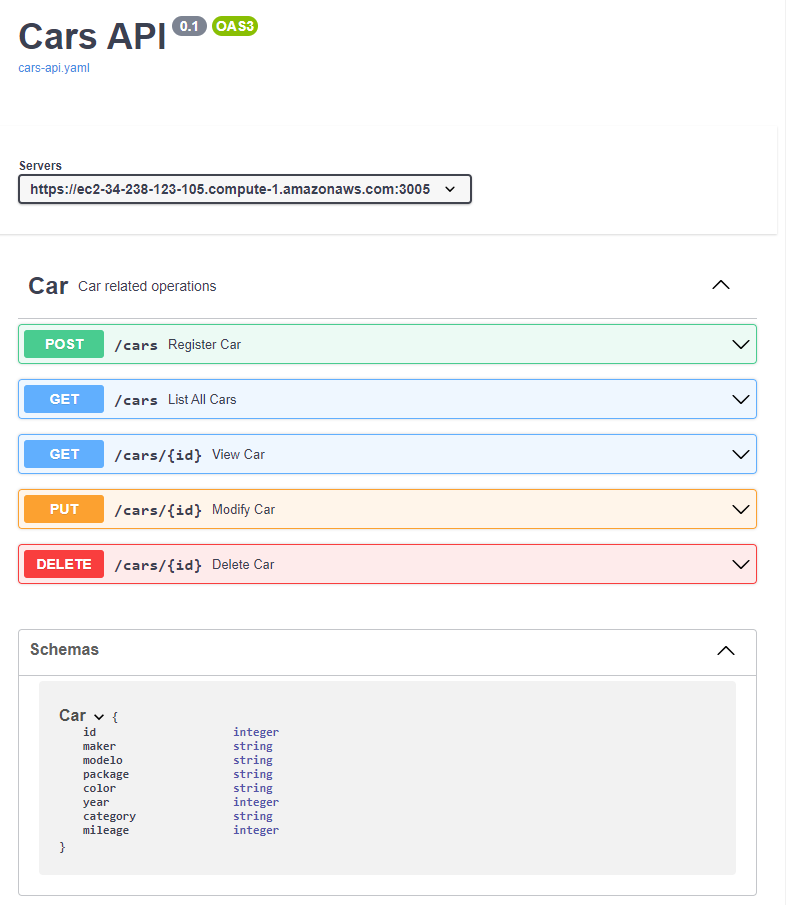 Cars API 0.1 OAS3
cars-api.yaml
Servers
https://ec2-34-238-123-105.compute-1.amazonaws.com:3005
Car Car related operations
POST /cars Register Car
GET /cars List All Cars
GET /cars/{id} View Car
PUT /cars/{id} Modify Car
DELETE /cars/{id} Delete Car
Schemas
Car {
id integer
maker string
modelo string
package string
color string
year integer
category string
mileage integer
}